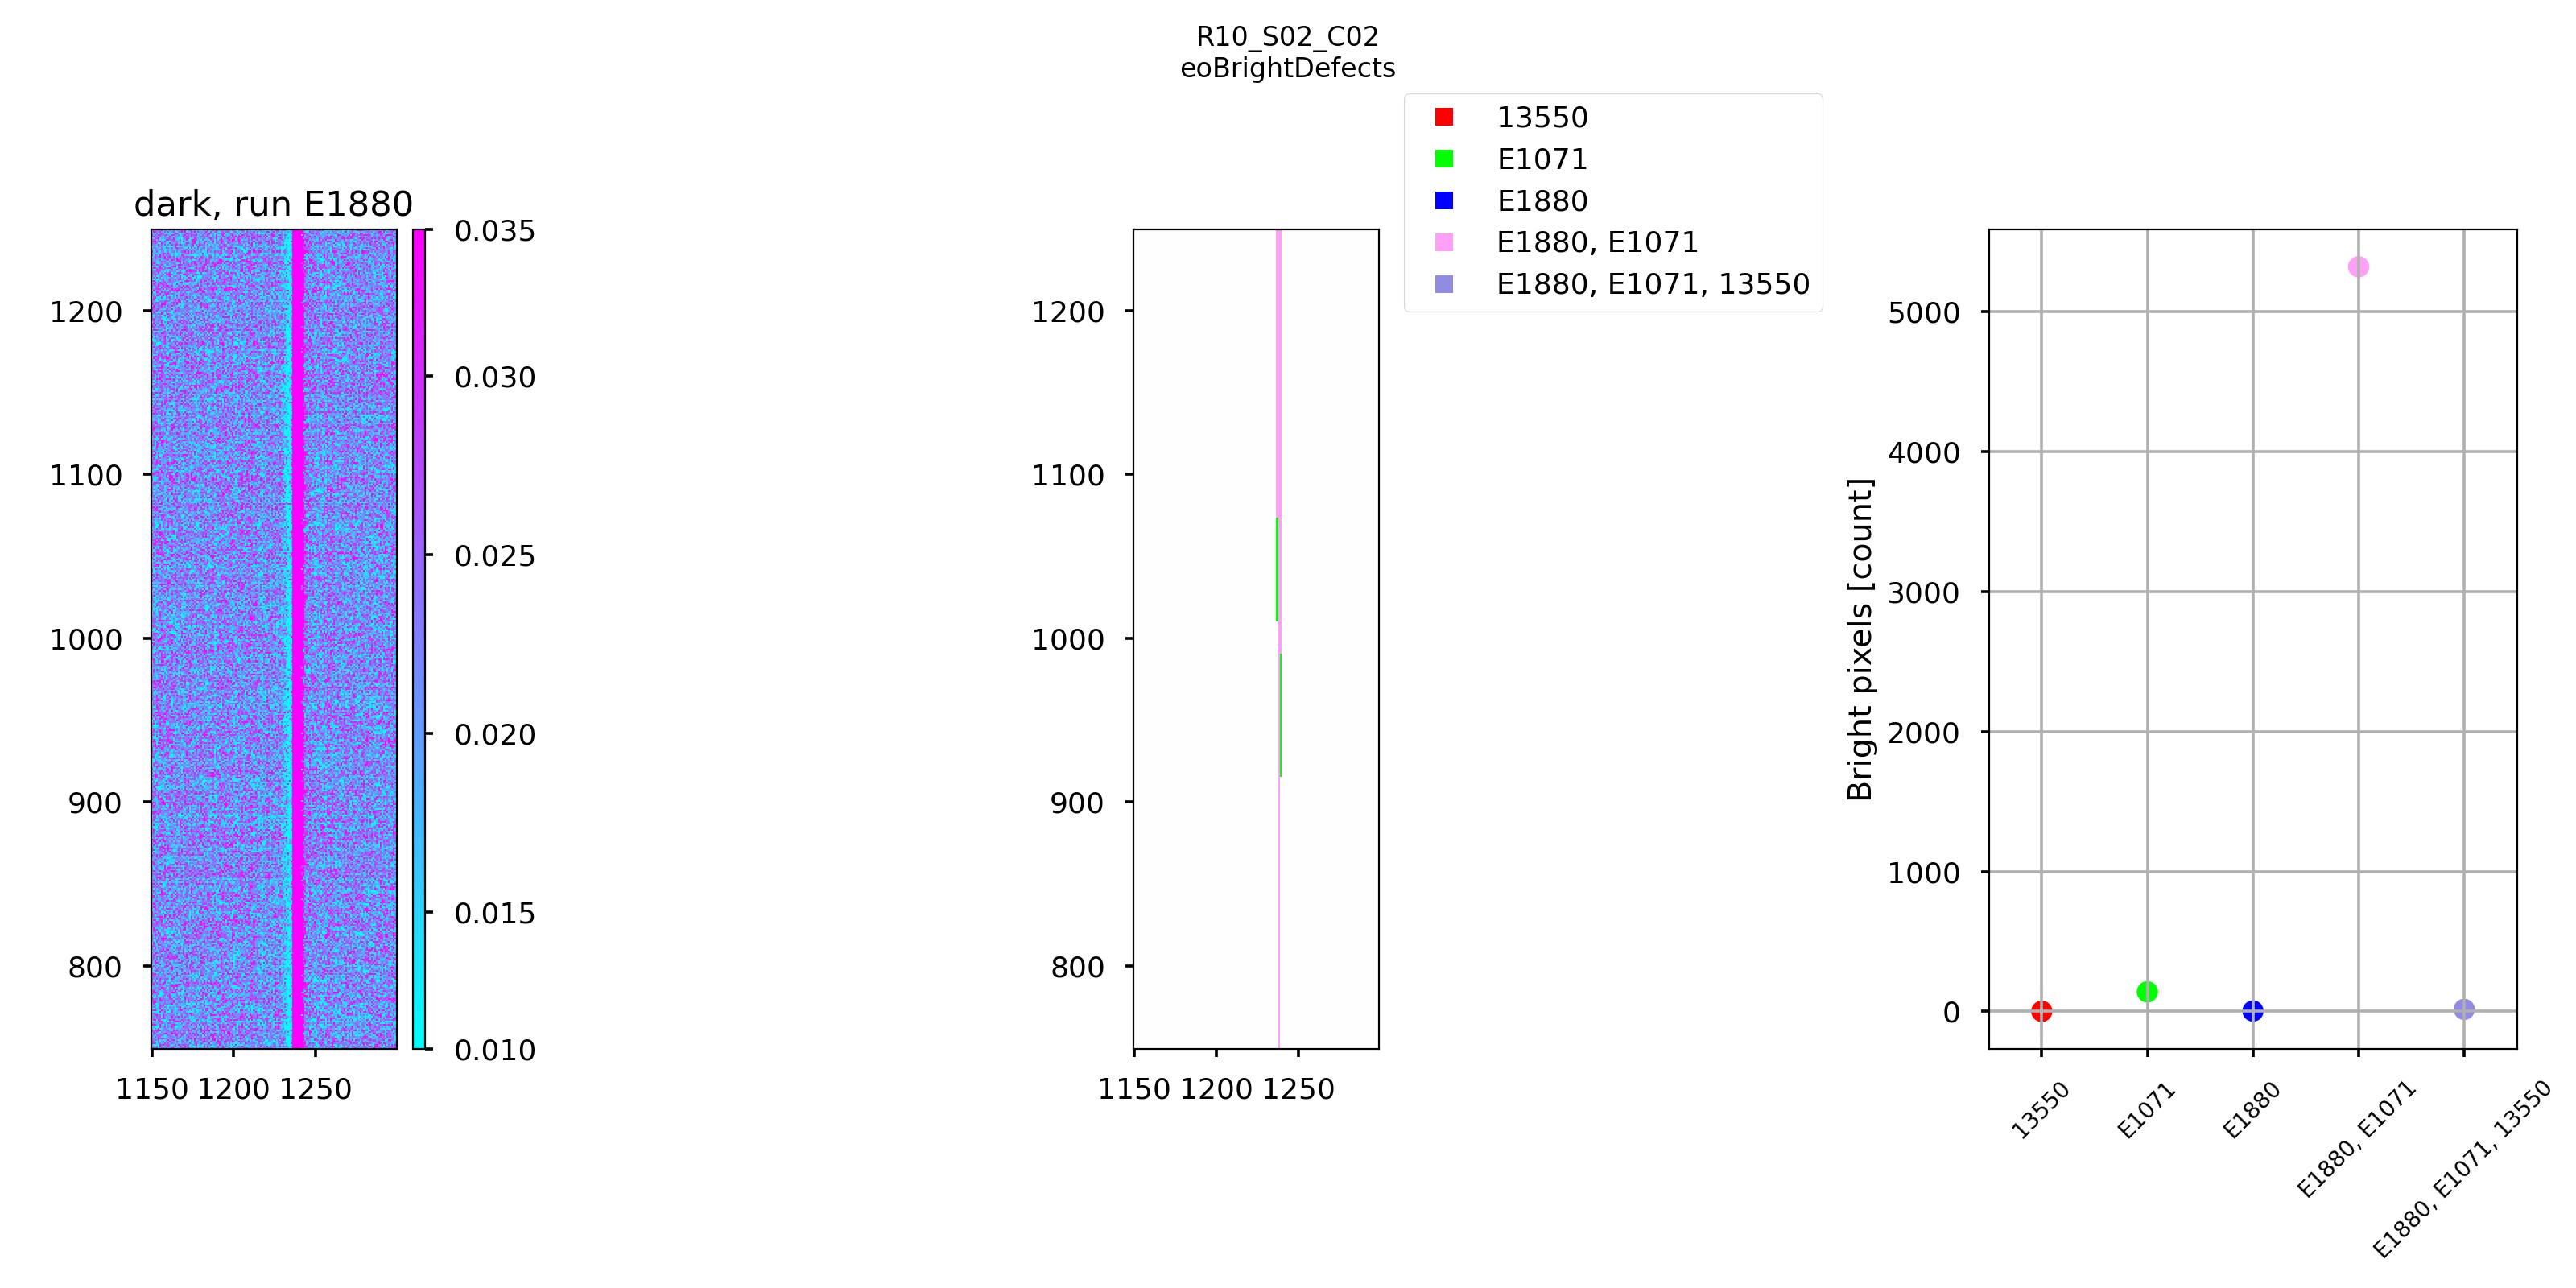 R10_S02_C02
eoBrightDefects
13550
E1071
E1880
E1880, E1071
E1880, E1071, 13550
dark, run E1880
1200
1100
1000
900
800
1150 1200 1250
0.035
0.030
0.025
0.020
0.015
0.010
1200
1100
1000
900
800
1150 1200 1250
Bright pixels [count]
5000
4000
3000
2000
1000
0
13550
E1071
E1880
E1880, E1071
E1880, E1071, 13550